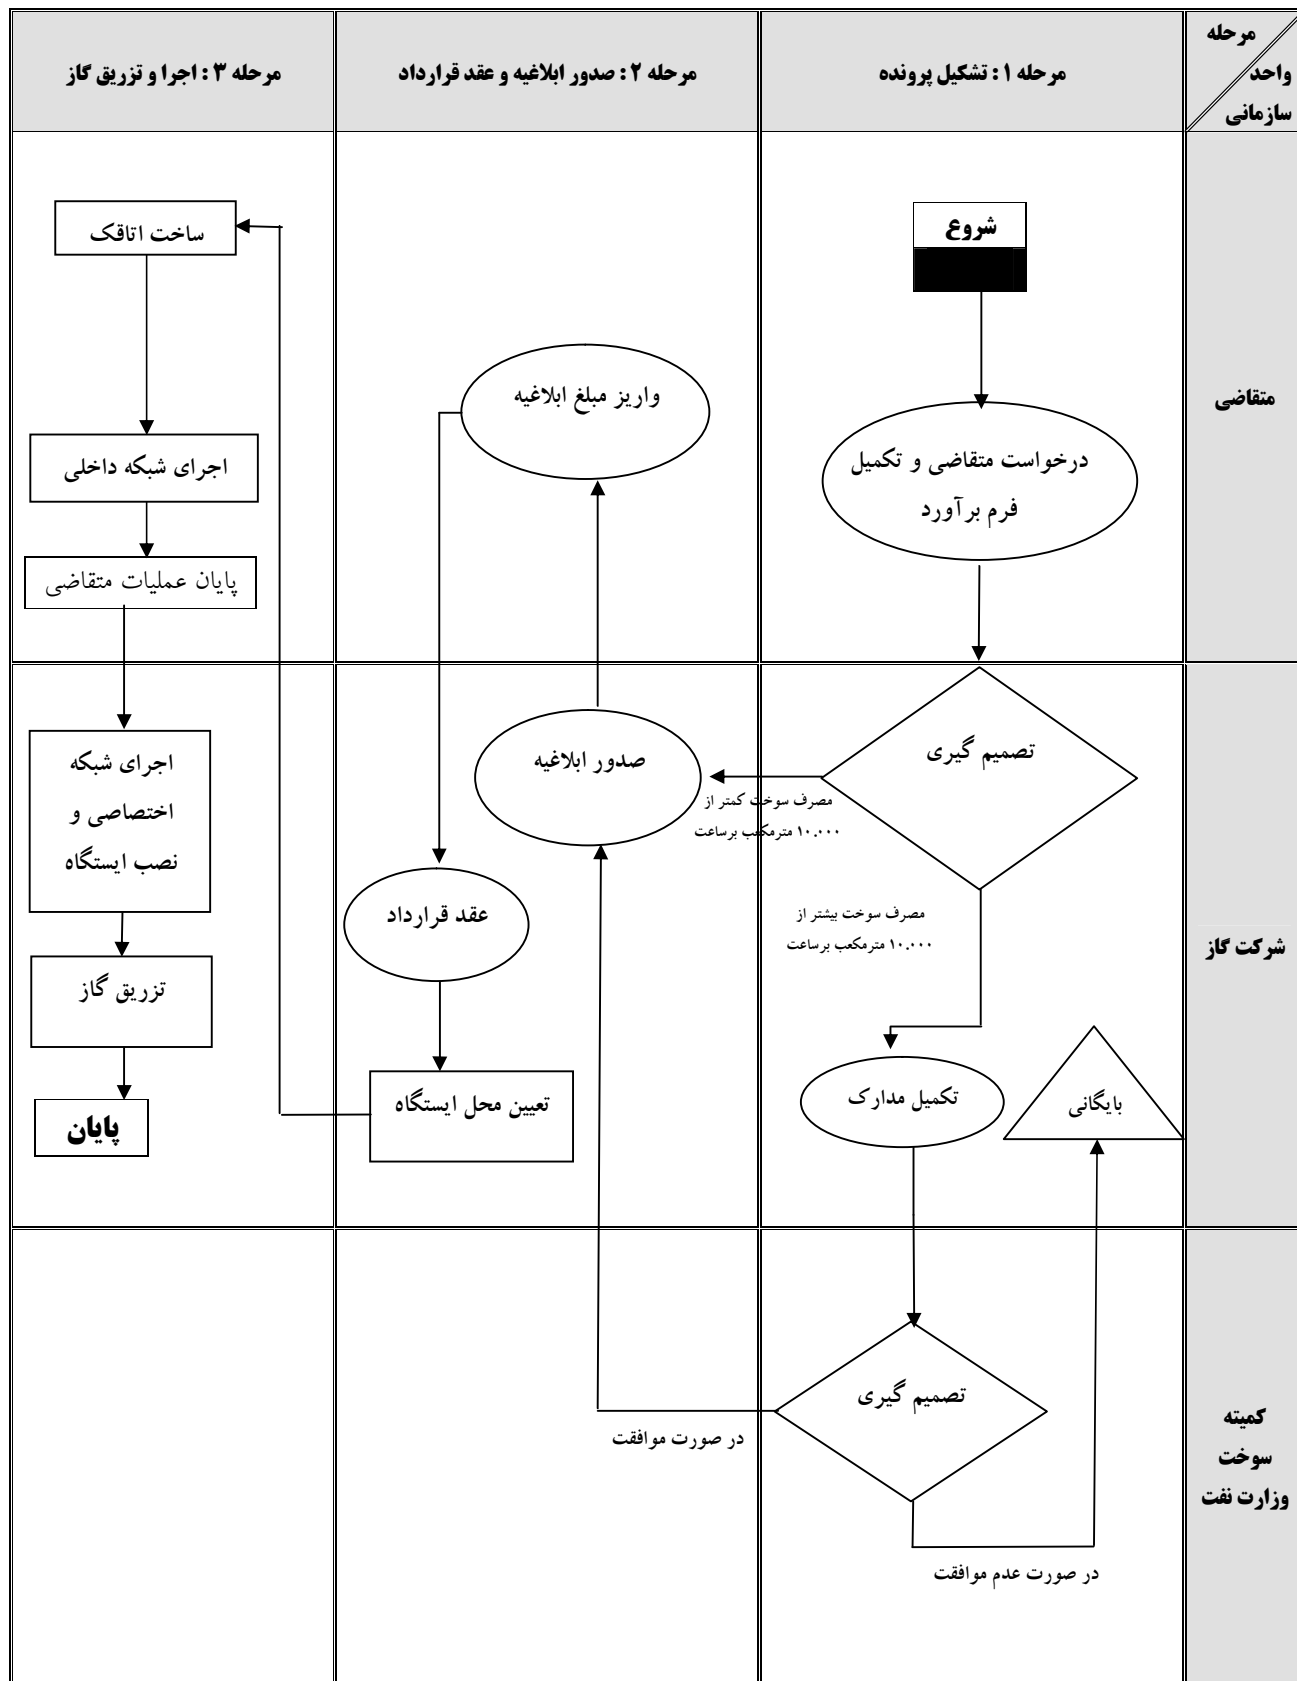 مرحله
واحد
سازمانی
مرحله ۱ : تشکیل پرونده
مرحله ۲ : صدور ابلاغیه و عقد قرارداد
مرحله ۳ : اجرا و تزریق گاز
متقاضی
شروع
درخواست متقاضی و تکمیل
فرم برآورد
واریز مبلغ ابلاغیه
ساخت اتاقک
اجرای شبکه داخلی
پایان عملیات متقاضی
شرکت گاز
تصمیم گیری
مصرف سوخت کمتر از
۱۰.۰۰۰ مترمکعب برساعت
مصرف سوخت بیشتر از
۱۰.۰۰۰ مترمکعب برساعت
تکمیل مدارک
بایگانی
صدور ابلاغیه
عقد قرارداد
تعیین محل ایستگاه
اجرای شبکه
اختصاصی و
نصب ایستگاه
تزریق گاز
پایان
کمیته
سوخت
وزارت نفت
تصمیم گیری
در صورت موافقت
در صورت عدم موافقت